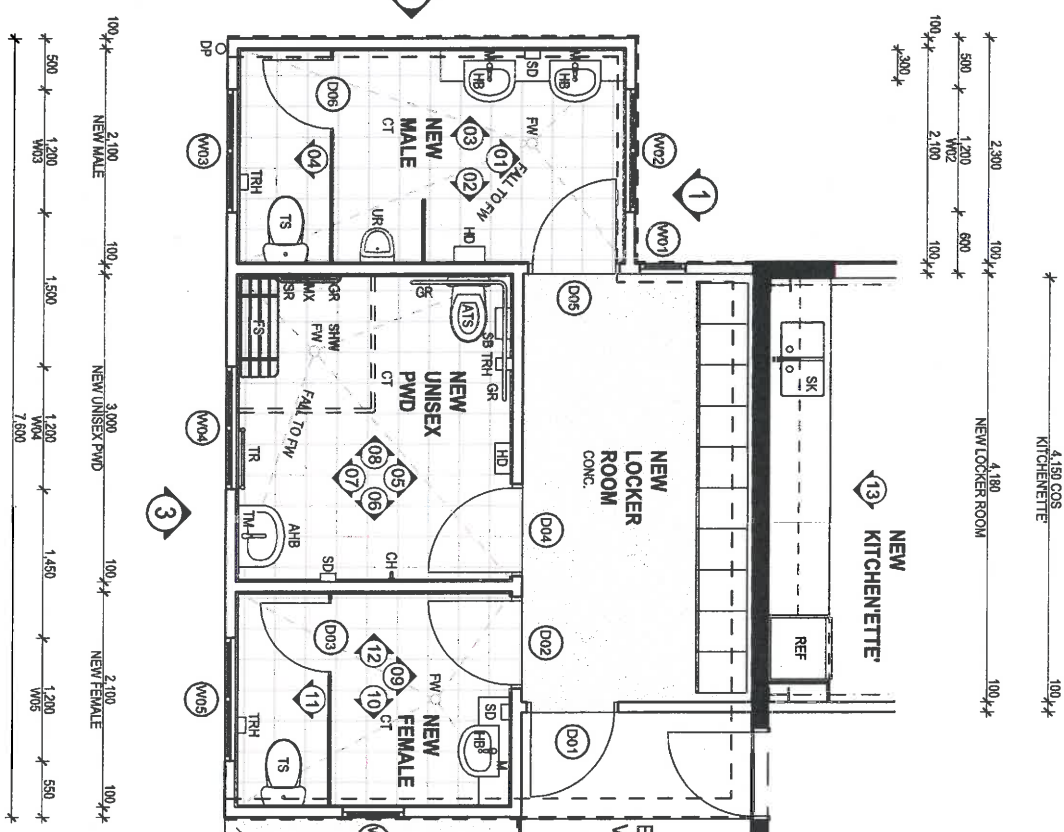 4,150 COS
KITCHEN'ETTE'
100
2,300
100
4,180
NEW LOCKER ROOM
100
500
1,200
W02
600
100
2,100
100
300
NEW
KITCHEN'ETTE'
13
SK
REF
1
W02
W01
NEW
LOCKER
ROOM
CONC.
D05
D04
D02
D01
M
HB
SD
M
HB
FW
NEW
MALE
CT
01
02
03
FALL TO FW
HD
UR
D06
04
TRH
TS
DP
W03
GR
ATS
SB
TRH
GR
HD
NEW
UNISEX
PWD
CT
SHW
FW
GR
MX
SR
FS
FALL TO FW
05
06
07
08
TR
AHB
TM
SD
CH
W04
3
SD
HB
M
NEW
FEMALE
CT
FW
09
10
12
D03
11
TRH
TS
W05
100
2,100
NEW MALE
100
3,000
NEW UNISEX PWD
100
2,100
NEW FEMALE
100
500
1,200
W03
1,500
1,200
W04
1,450
1,200
W05
550
7,600